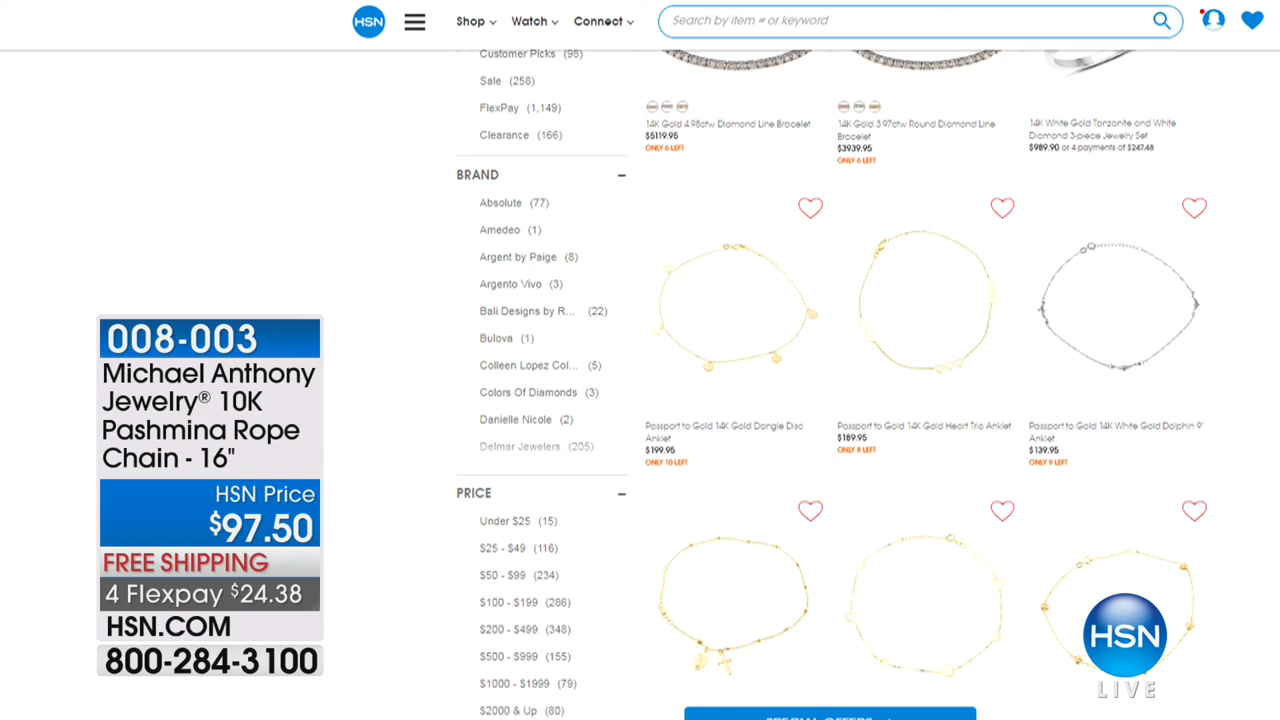 HSN
Shop
Watch
Connect
Search by item # or keyword
Customer Picks (98)
Sale (258)
FlexPay (1,149)
Clearance (166)
BRAND
Absolute (77)
Amedeo (1)
Argent by Paige (8)
Argento Vivo (3)
Bali Designs by R... (22)
Bulova (1)
Colleen Lopez Col... (5)
Colors Of Diamonds (3)
Danielle Nicole (2)
Delmar Jewelers (205)
PRICE
Under $25 (15)
$25 - $49 (116)
$50 - $99 (234)
$100 - $199 (286)
$200 - $499 (348)
$500 - $999 (155)
$1000 - $1999 (79)
$2000 & Up (80)
14K Gold 4.98ctw Diamond Line Bracelet
$5119.95
ONLY 6 LEFT
14K Gold 3.97ctw Round Diamond Line
Bracelet
$3939.95
ONLY 6 LEFT
14K White Gold Tanzanite and White
Diamond 3-piece Jewelry Set
$989.90 or 4 payments of $247.48
Passport to Gold 14K Gold Dangle Disc
Anklet
$199.95
ONLY 10 LEFT
Passport to Gold 14K Gold Heart Trio Anklet
$189.95
ONLY 8 LEFT
Passport to Gold 14K White Gold Dolphin 9"
Anklet
$139.95
ONLY 9 LEFT
SPECIAL OFFERS
008-003
Michael Anthony
Jewelry® 10K
Pashmina Rope
Chain - 16"
HSN Price
$97.50
FREE SHIPPING
4 Flexpay $24.38
HSN.COM
800-284-3100
HSN
LIVE